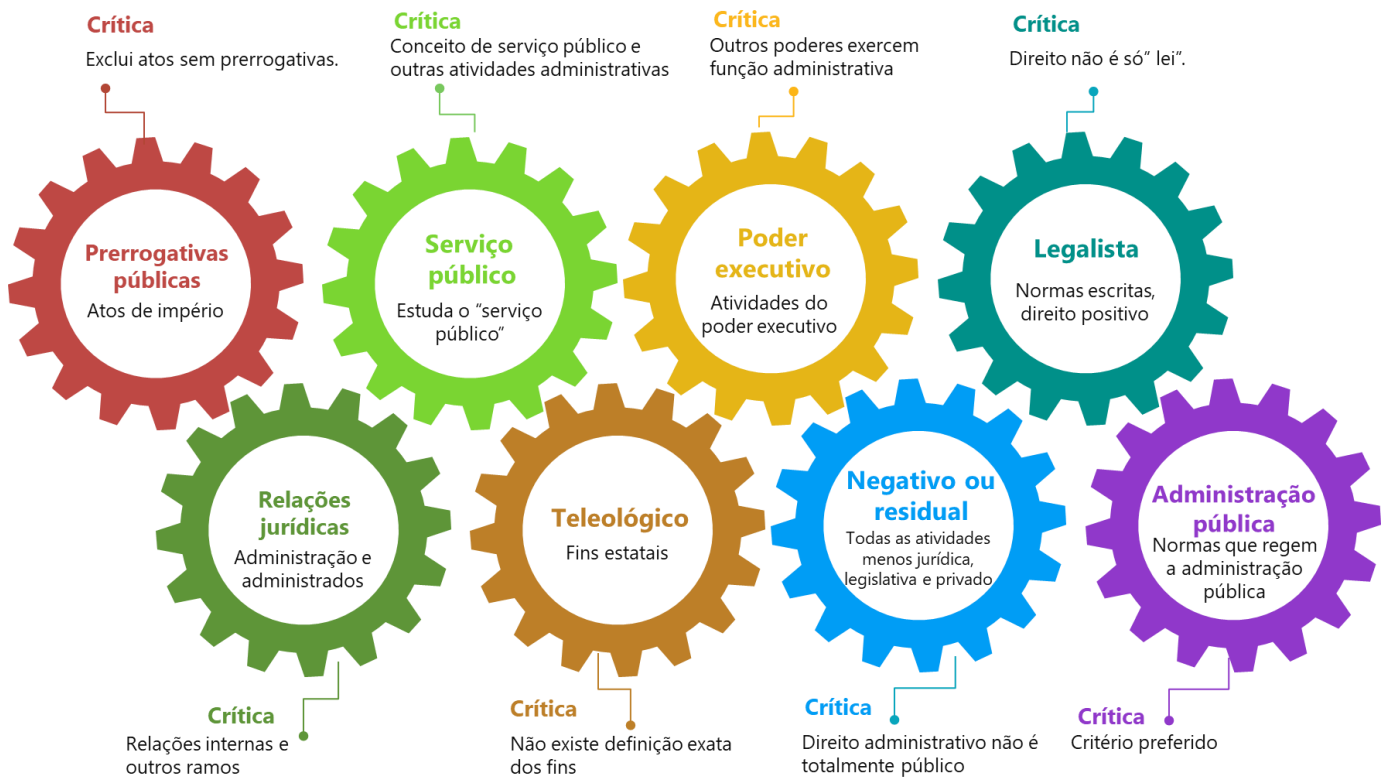 Crítica
Exclui atos sem prerrogativas.
Crítica
Conceito de serviço público e
outras atividades administrativas
Crítica
Outros poderes exercem
função administrativa
Crítica
Direito não é só" lei”.
Prerrogativas
públicas
Atos de império
Serviço
público
Estuda o “serviço
público”
Poder
executivo
Atividades do
poder executivo
Legalista
Normas escritas,
direito positivo
Relações
jurídicas
Administração e
administrados
Teleológico
Fins estatais
Negativo ou
residual
Todas as atividades
menos jurídica,
legislativa e privado
Administração
pública
Normas que regem
a administração
pública
Crítica
Relações internas e
outros ramos
Crítica
Não existe definição exata
dos fins
Crítica
Direito administrativo não é
totalmente público
Crítica
Critério preferido